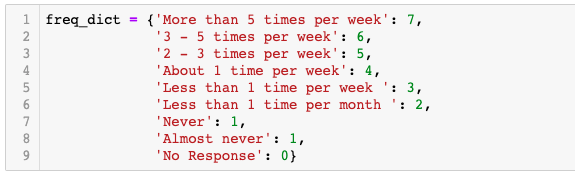 1 freq_dict = {'More than 5 times per week': 7,
2 '3 - 5 times per week': 6,
3 '2 - 3 times per week': 5,
4 'About 1 time per week': 4,
5 'Less than 1 time per week ': 3,
6 'Less than 1 time per month ': 2,
7 'Never': 1,
8 'Almost never': 1,
9 'No Response': 0}